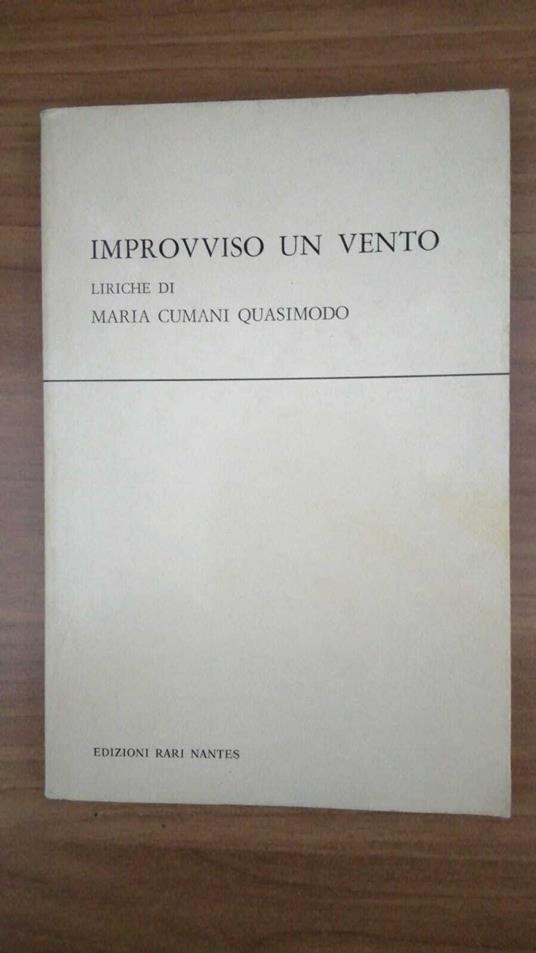 IMPROVVISO UN VENTO
LIRICHE DI
MARIA CUMANI QUASIMODO
EDIZIONI RARI NANTES